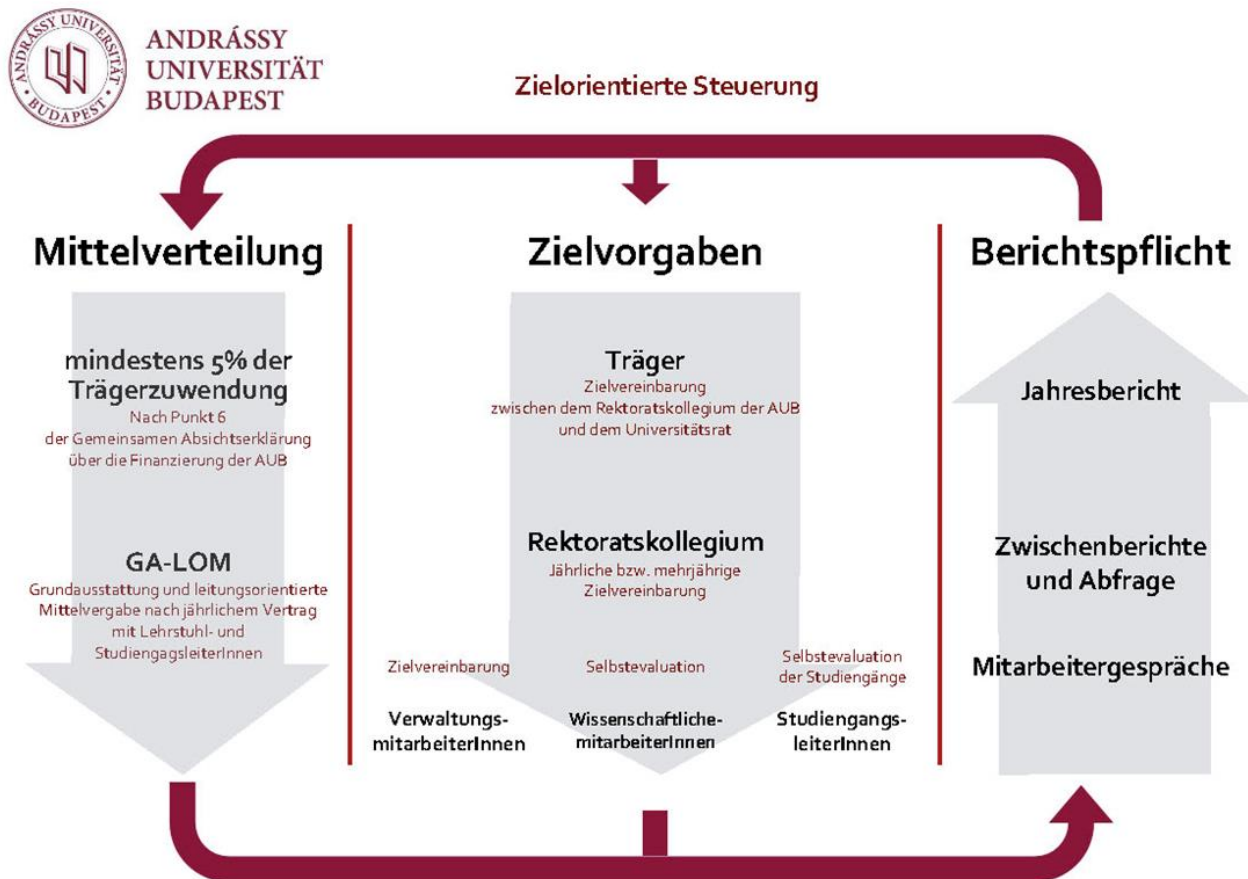 ANDRÁSSY UNIVERSITÄT
BUDAPEST
ANDRÁSSY
UNIVERSITÄT
BUDAPEST
Zielorientierte Steuerung
Mittelverteilung
mindestens 5% der
Trägerzuwendung
Nach Punkt 6
der Gemeinsamen Absichtserklärung
über die Finanzierung der AUB
GA-LOM
Grundausstattung und leitungsorientierte
Mittelvergabe nach jährlichem Vertrag
mit Lehrstuhl- und
StudiengagsleiterInnen
Zielvorgaben
Träger
Zielvereinbarung
zwischen dem Rektoratskollegium der AUB
und dem Universitätsrat
Rektoratskollegium
Jährliche bzw. mehrjährige
Zielvereinbarung
Zielvereinbarung
Verwaltungs-
mitarbeiterInnen
Selbstevaluation
Wissenschaftliche-
mitarbeiterInnen
Selbstevaluation
der Studiengänge
Studiengangs-
leiterInnen
Berichtspflicht
Jahresbericht
Zwischenberichte
und Abfrage
Mitarbeitergespräche